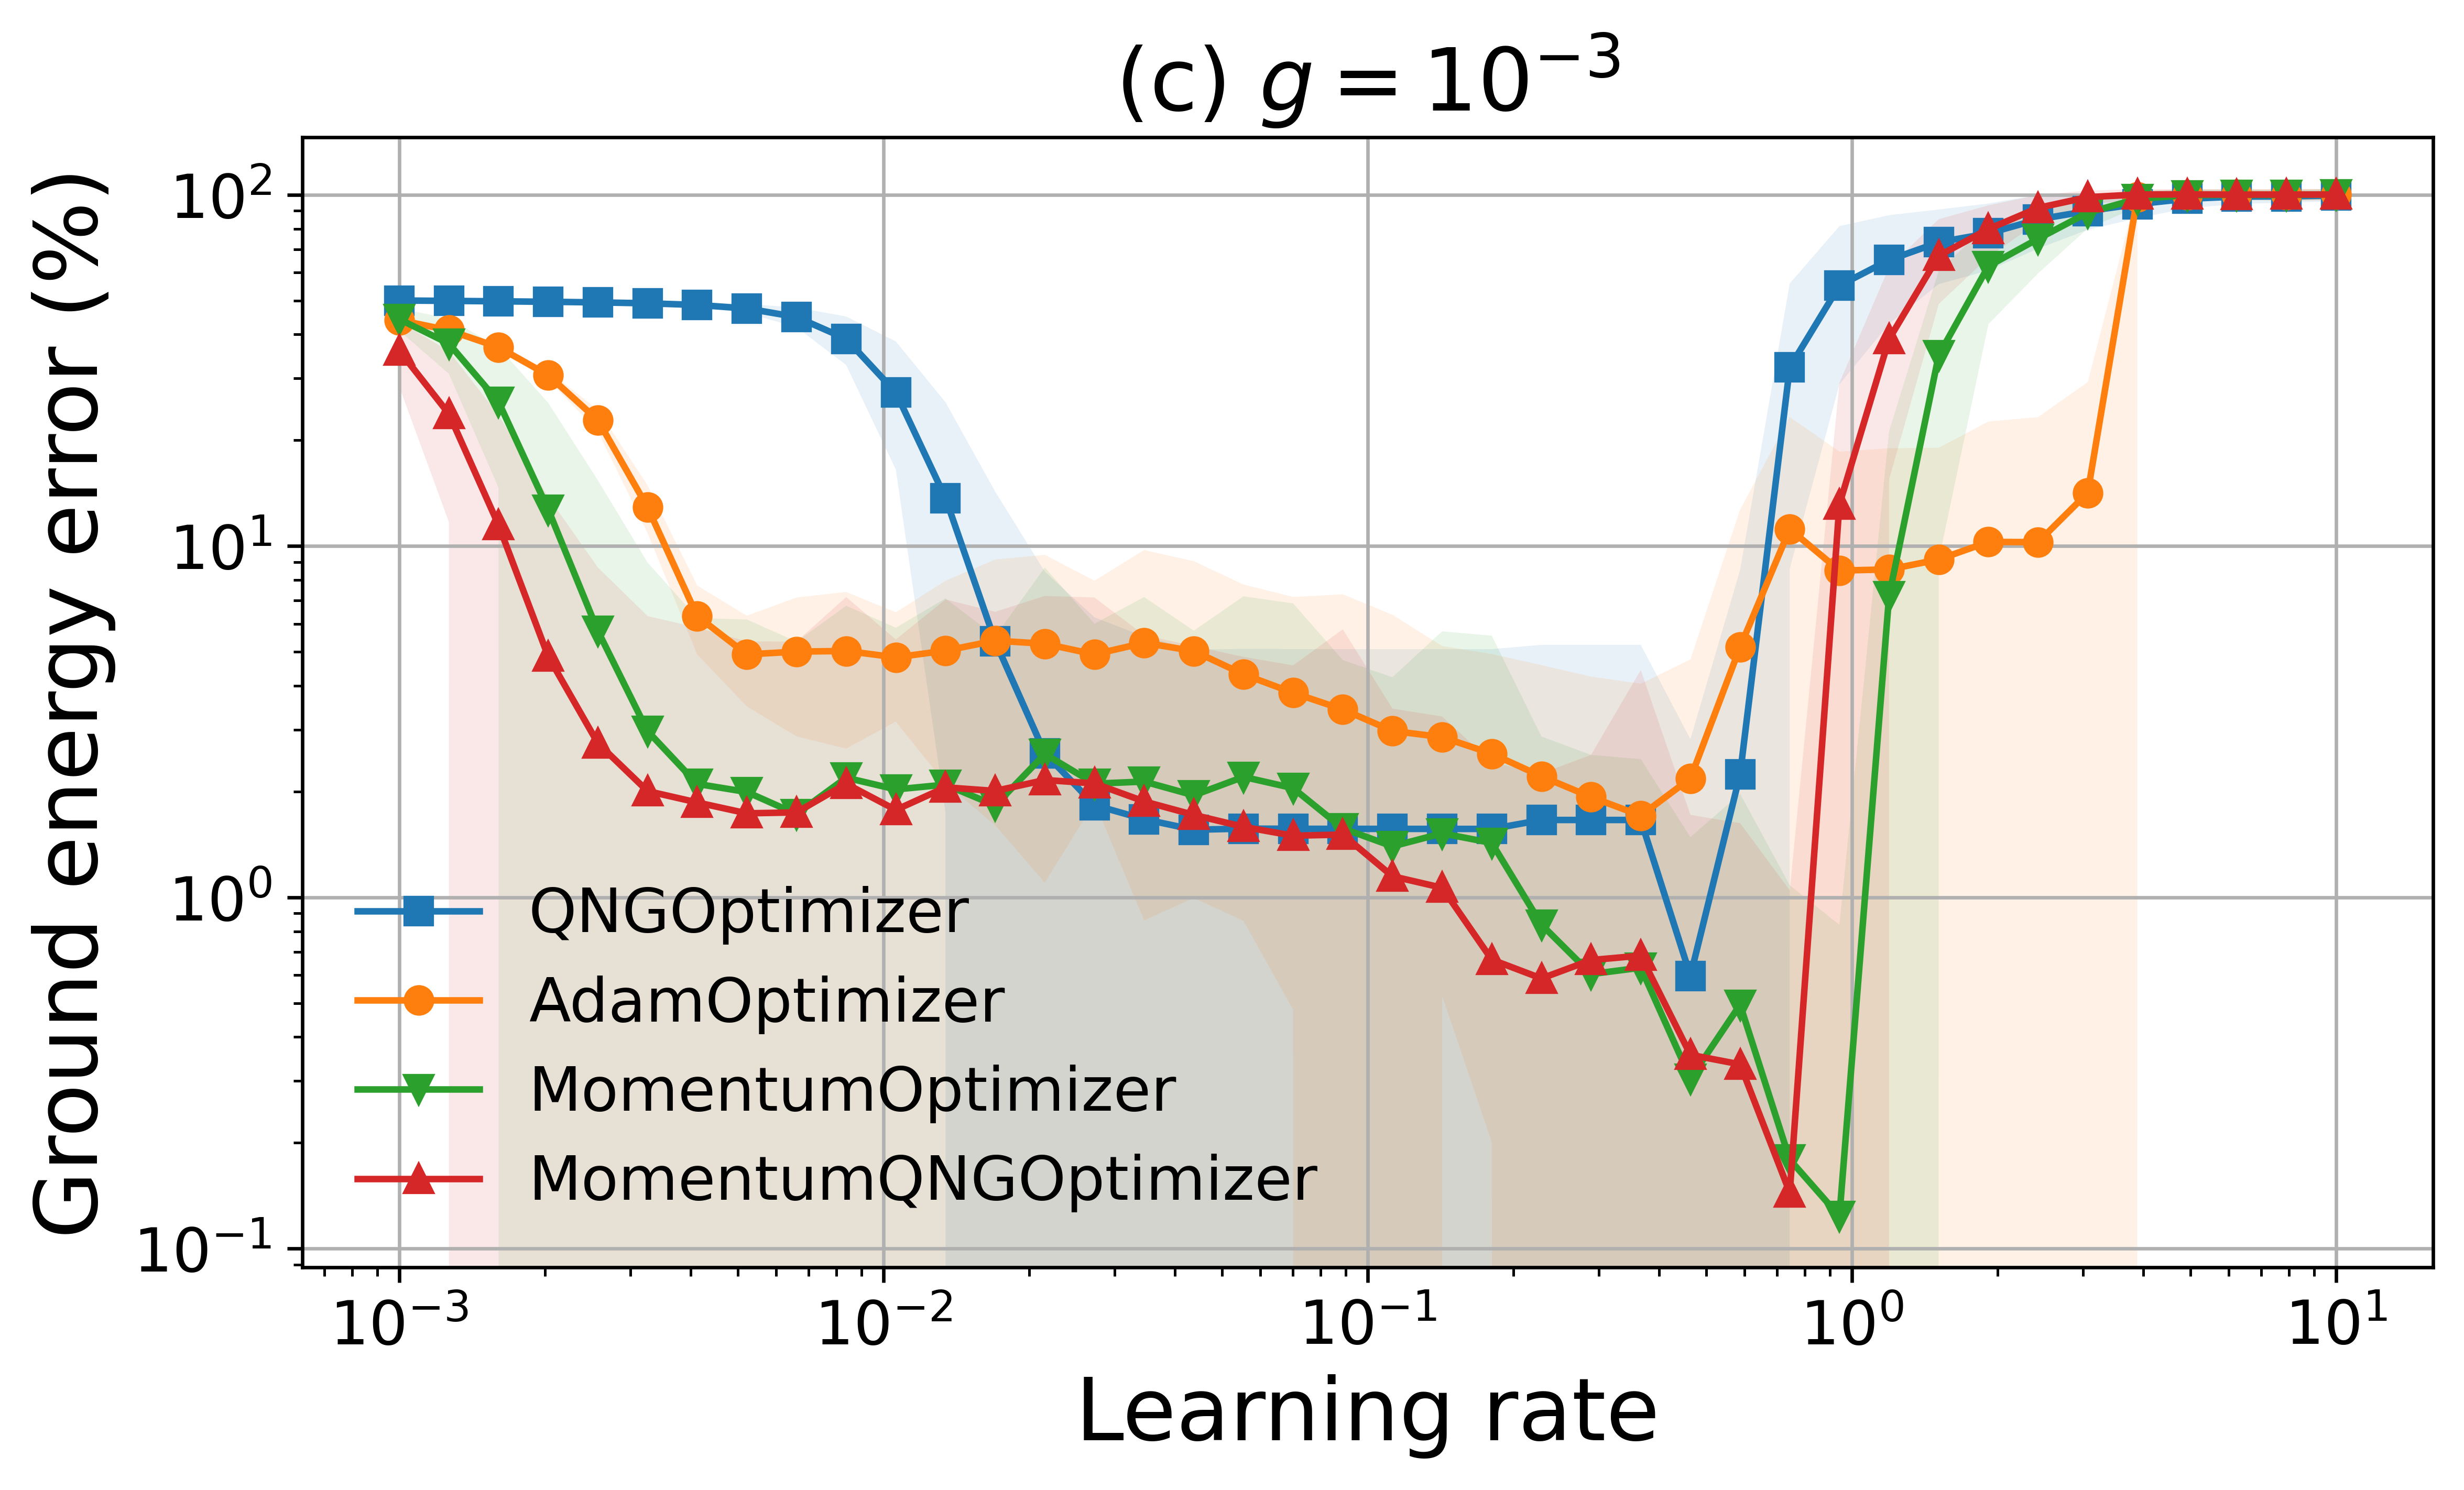 (c) g = 10⁻³
Ground energy error (%)
10²
10¹
10⁰
10⁻¹
QNGOptimizer
AdamOptimizer
MomentumOptimizer
MomentumQNGOptimizer
10⁻³ 10⁻² 10⁻¹ 10⁰ 10¹
Learning rate